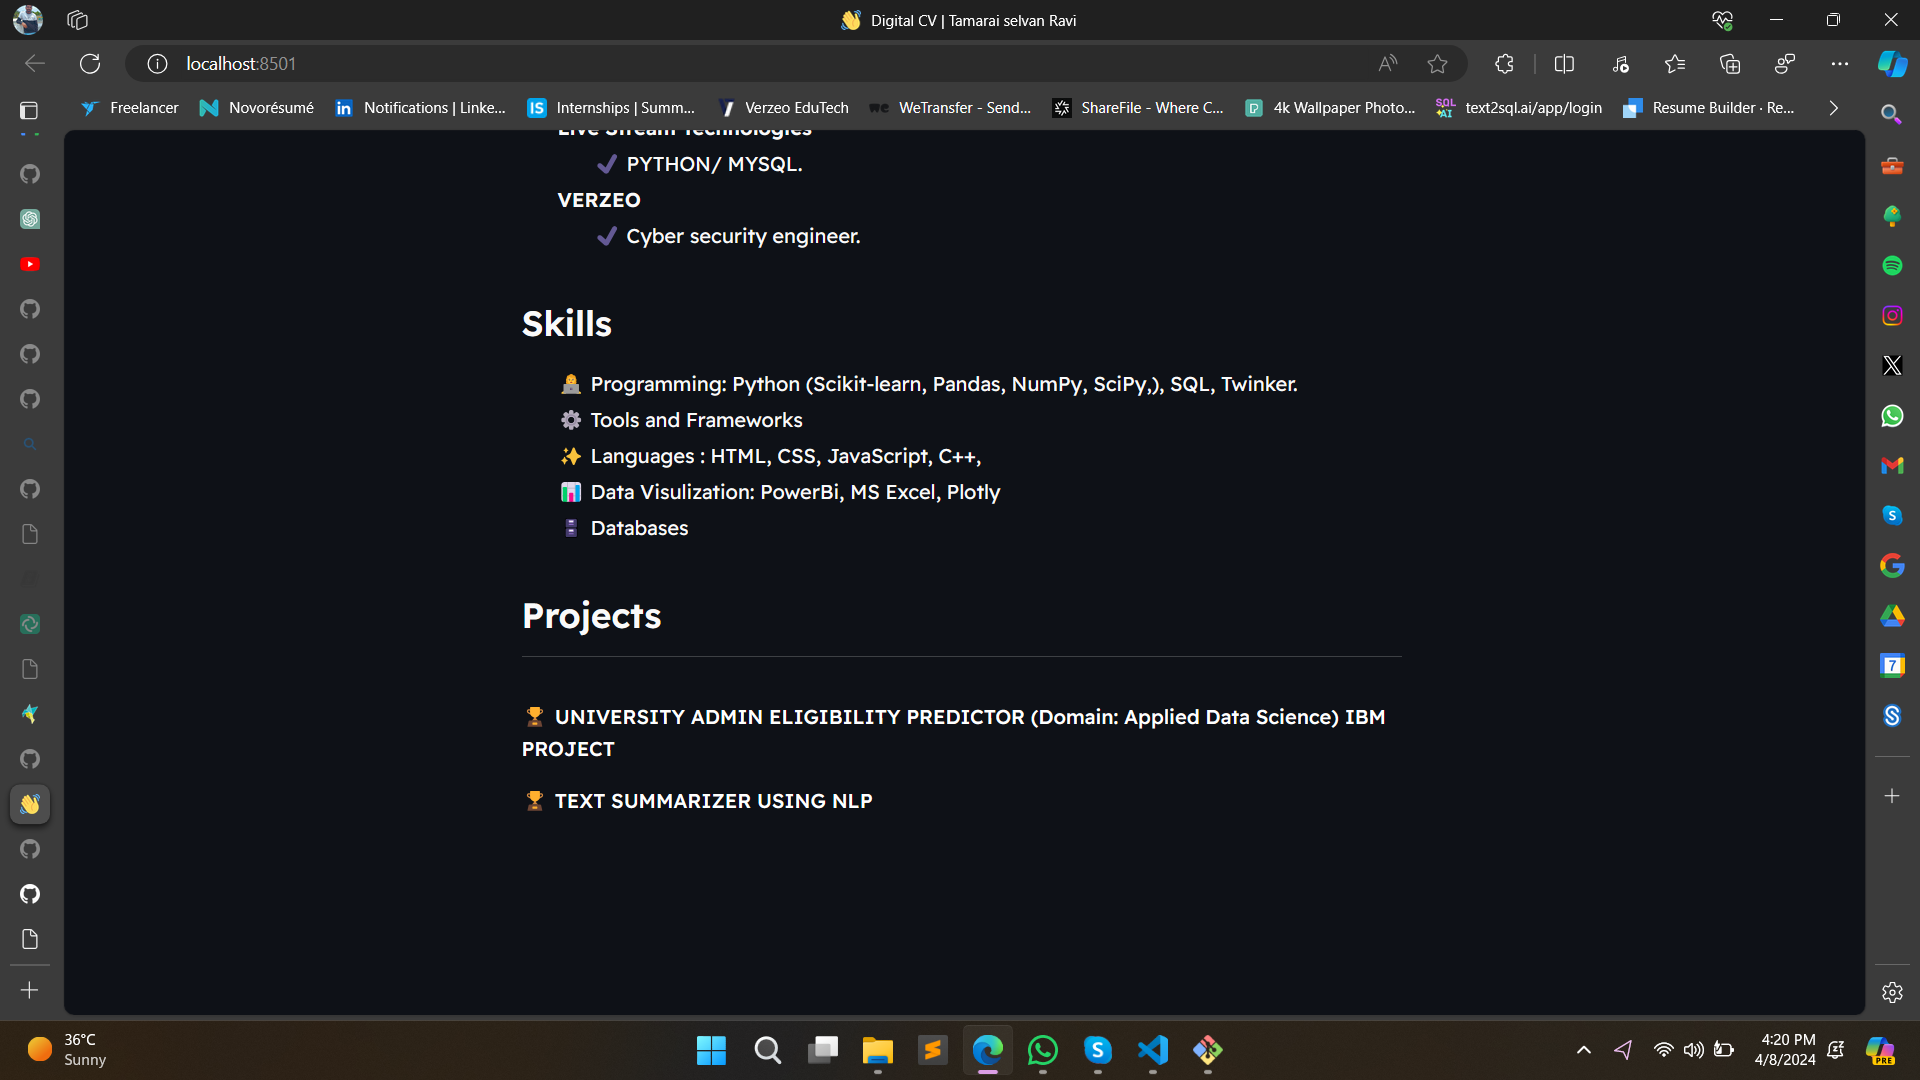 Digital CV | Tamarai selvan Ravi
localhost:8501
Freelancer
Novorésumé
Notifications | Linke...
Internships | Summ...
Verzeo EduTech
WeTransfer - Send...
ShareFile - Where C...
4k Wallpaper Photo...
text2sql.ai/app/login
Resume Builder · Re...
Live Stream Technologies
PYTHON/ MYSQL.
VERZEO
Cyber security engineer.
Skills
Programming: Python (Scikit-learn, Pandas, NumPy, SciPy,), SQL, Twinker.
Tools and Frameworks
Languages : HTML, CSS, JavaScript, C++,
Data Visulization: PowerBi, MS Excel, Plotly
Databases
Projects
UNIVERSITY ADMIN ELIGIBILITY PREDICTOR (Domain: Applied Data Science) IBM
PROJECT
TEXT SUMMARIZER USING NLP
36°C
Sunny
4:20 PM
4/8/2024
PRE